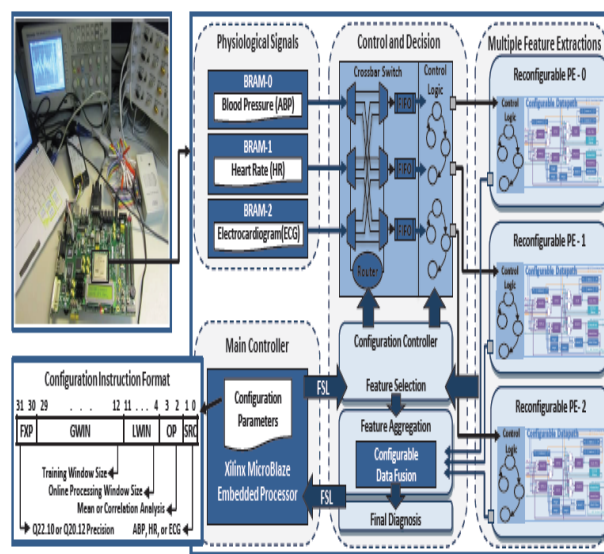 Physiological Signals
BRAM-0
Blood Pressure (ABP)
BRAM-1
Heart Rate (HR)
BRAM-2
Electrocardiogram(ECG)
Control and Decision
Crossbar Switch
Control
Logic
FIFO
FIFO
FIFO
Router
Configuration Controller
Feature Selection
Feature Aggregation
Configurable
Data Fusion
Final Diagnosis
Multiple Feature Extractions
Reconfigurable PE - 0
Control
Logic
Configurable Datapath
Reconfigurable PE - 1
Control
Logic
Configurable Datapath
Reconfigurable PE- 2
Control
Logic
Configurable Datapath
Main Controller
Configuration
Parameters
Xilinx MicroBlaze
Embedded Processor
FSL
FSL
Configuration Instruction Format
31 30 29 . . . 12 11 . . . 4 3 2 1 0
FXP GWIN LWIN OP SRC
Training Window Size
Online Processing Window Size
Mean or Correlation Analysis
Q22.10 or Q20.12 Precision ABP, HR, or ECG